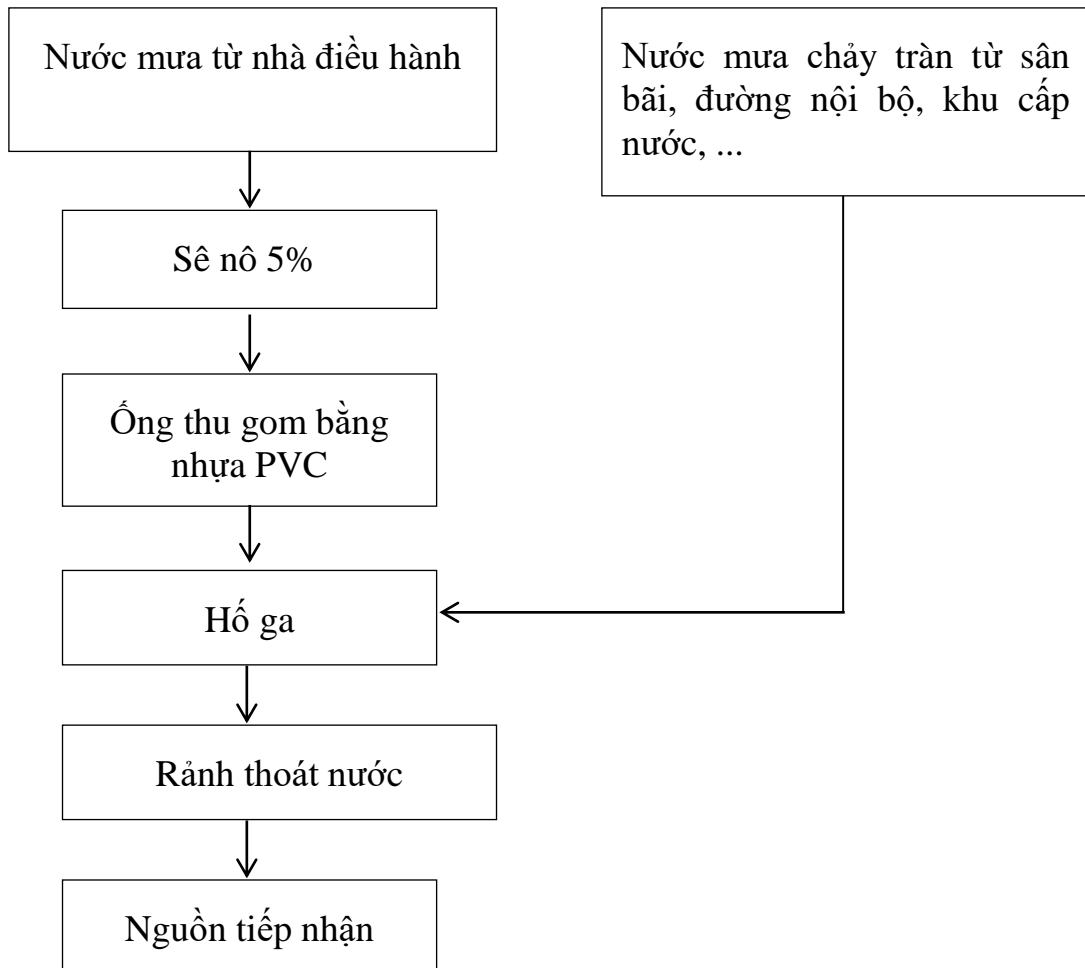 Nước mưa từ nhà điều hành
Nước mưa chảy tràn từ sân
bãi, đường nội bộ, khu cấp
nước, ...
Sê nô 5%
Ống thu gom bằng
nhựa PVC
Hố ga
Rảnh thoát nước
Nguồn tiếp nhận